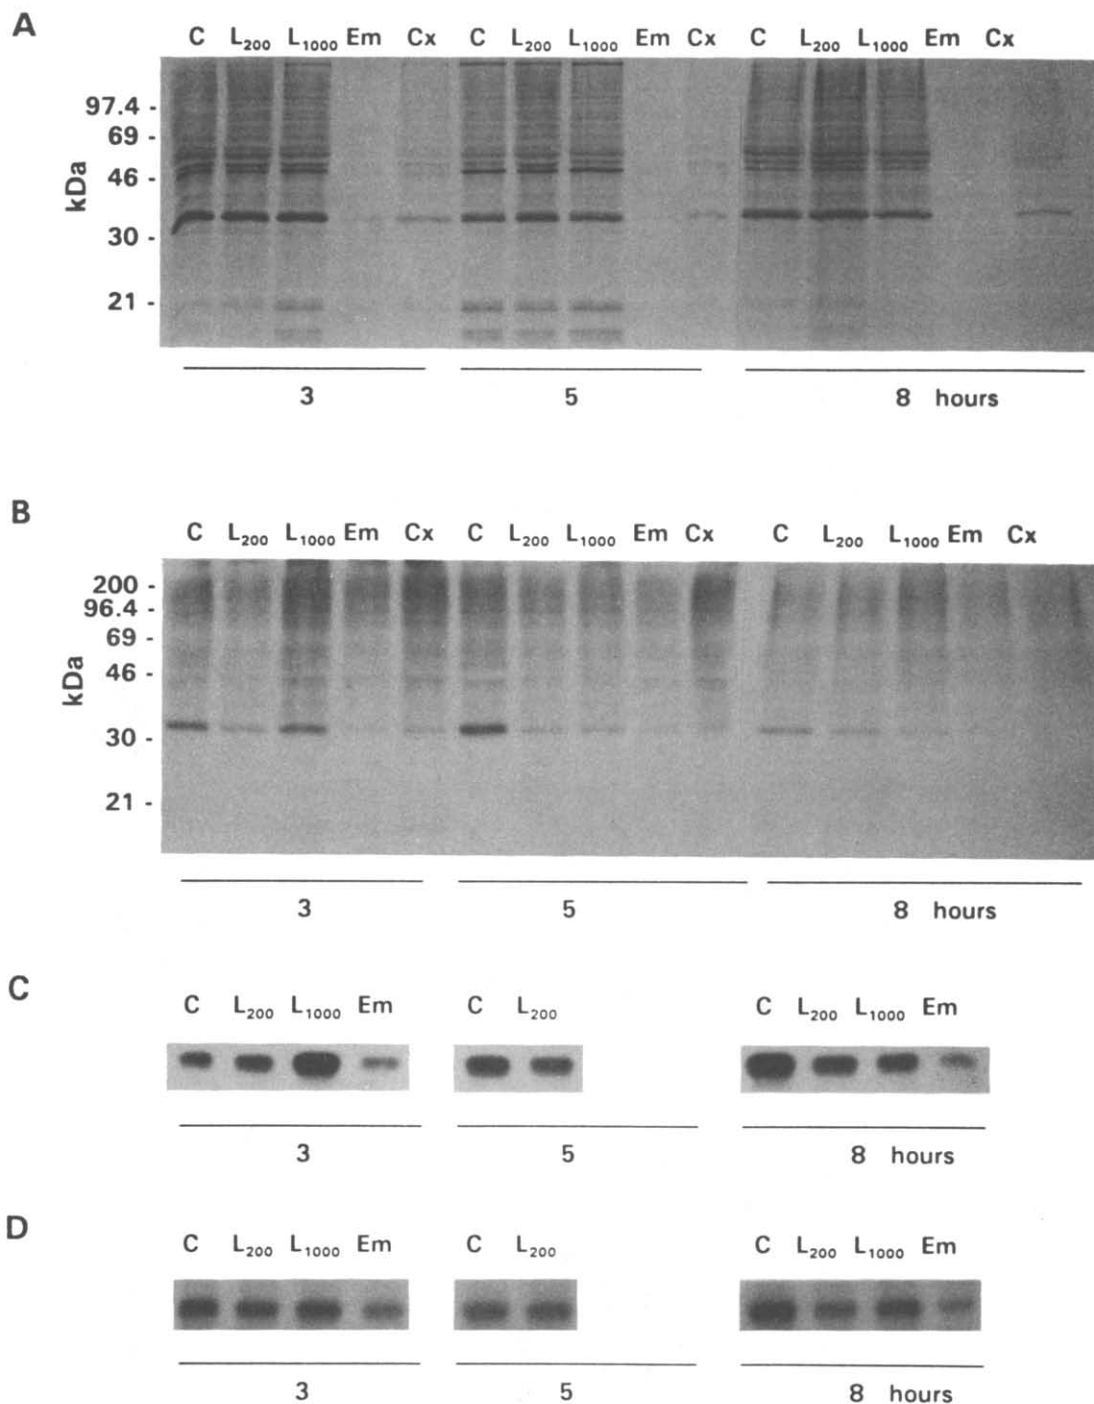 A
C L200 L1000 Em Cx C L200 L1000 Em Cx C L200 L1000 Em Cx
97.4 -
69 -
46 -
30 -
21 -
kDa
3 5 8 hours
B
C L200 L1000 Em Cx C L200 L1000 Em Cx C L200 L1000 Em Cx
200 -
96.4 -
69 -
46 -
30 -
21 -
kDa
3 5 8 hours
C
C L200 L1000 Em C L200 C L200 L1000 Em
3 5 8 hours
D
C L200 L1000 Em C L200 C L200 L1000 Em
3 5 8 hours